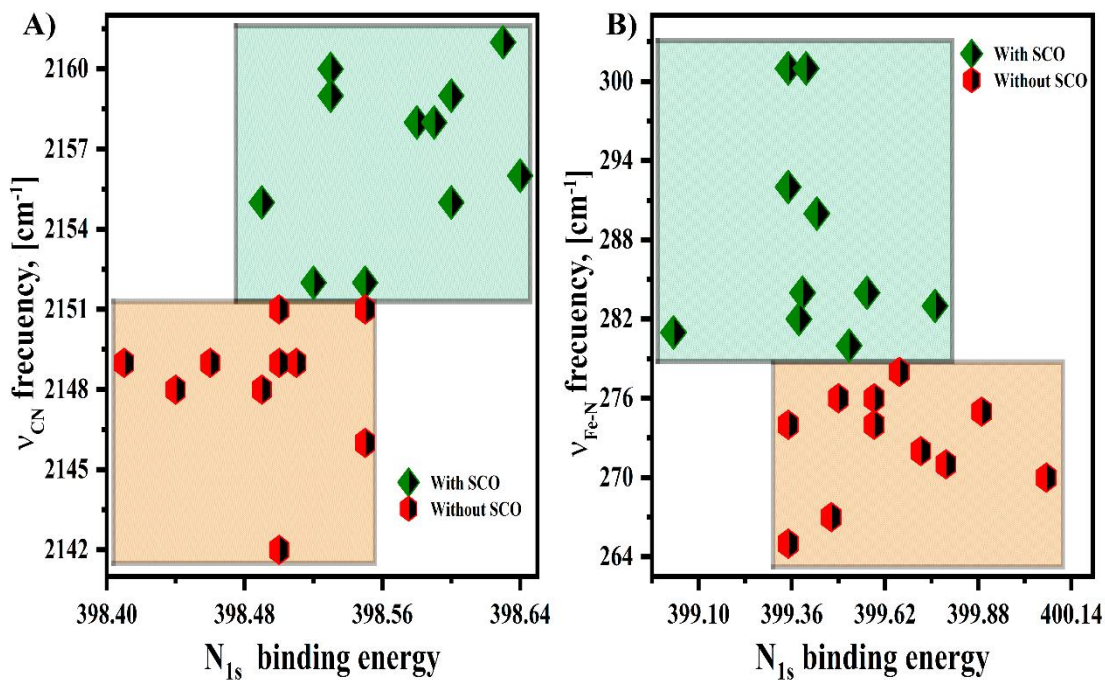 A)
ν_CN frecuency, [cm⁻¹]
2160
2157
2154
2151
2148
2145
2142
With SCO
Without SCO
398.40
398.48
398.56
398.64
N₁ₛ binding energy
B)
ν_Fe-N frecuency, [cm⁻¹]
300
294
288
282
276
270
264
With SCO
Without SCO
399.10
399.36
399.62
399.88
400.14
N₁ₛ binding energy